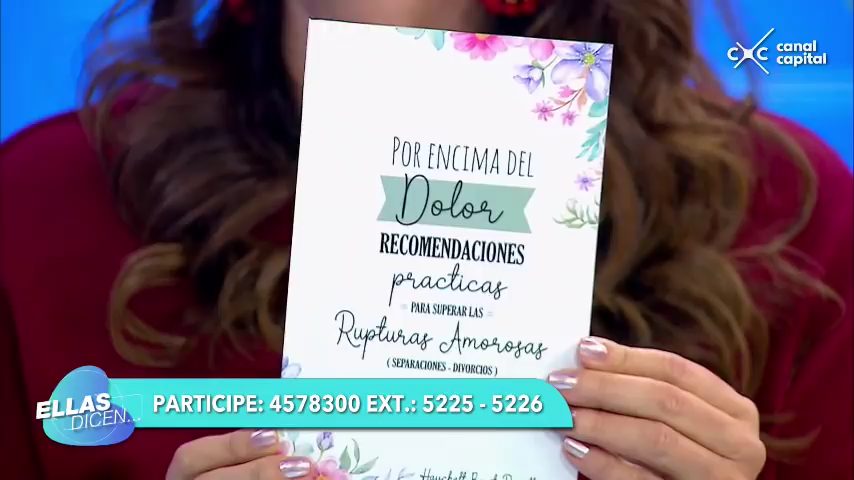 canal
capital
POR ENCIMA DEL
Dolor
RECOMENDACIONES
practicas
PARA SUPERAR LAS
Rupturas Amorosas
( SEPARACIONES - DIVORCIOS )
ELLAS
DICEN...
PARTICIPE: 4578300 EXT.: 5225 - 5226